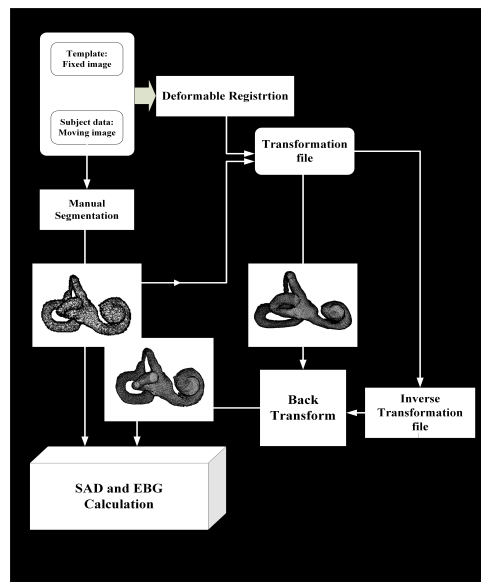 Template:
Fixed image
Subject data:
Moving image
Deformable Registrtion
Transformation
file
Manual
Segmentation
Back
Transform
Inverse
Transformation
file
SAD and EBG
Calculation